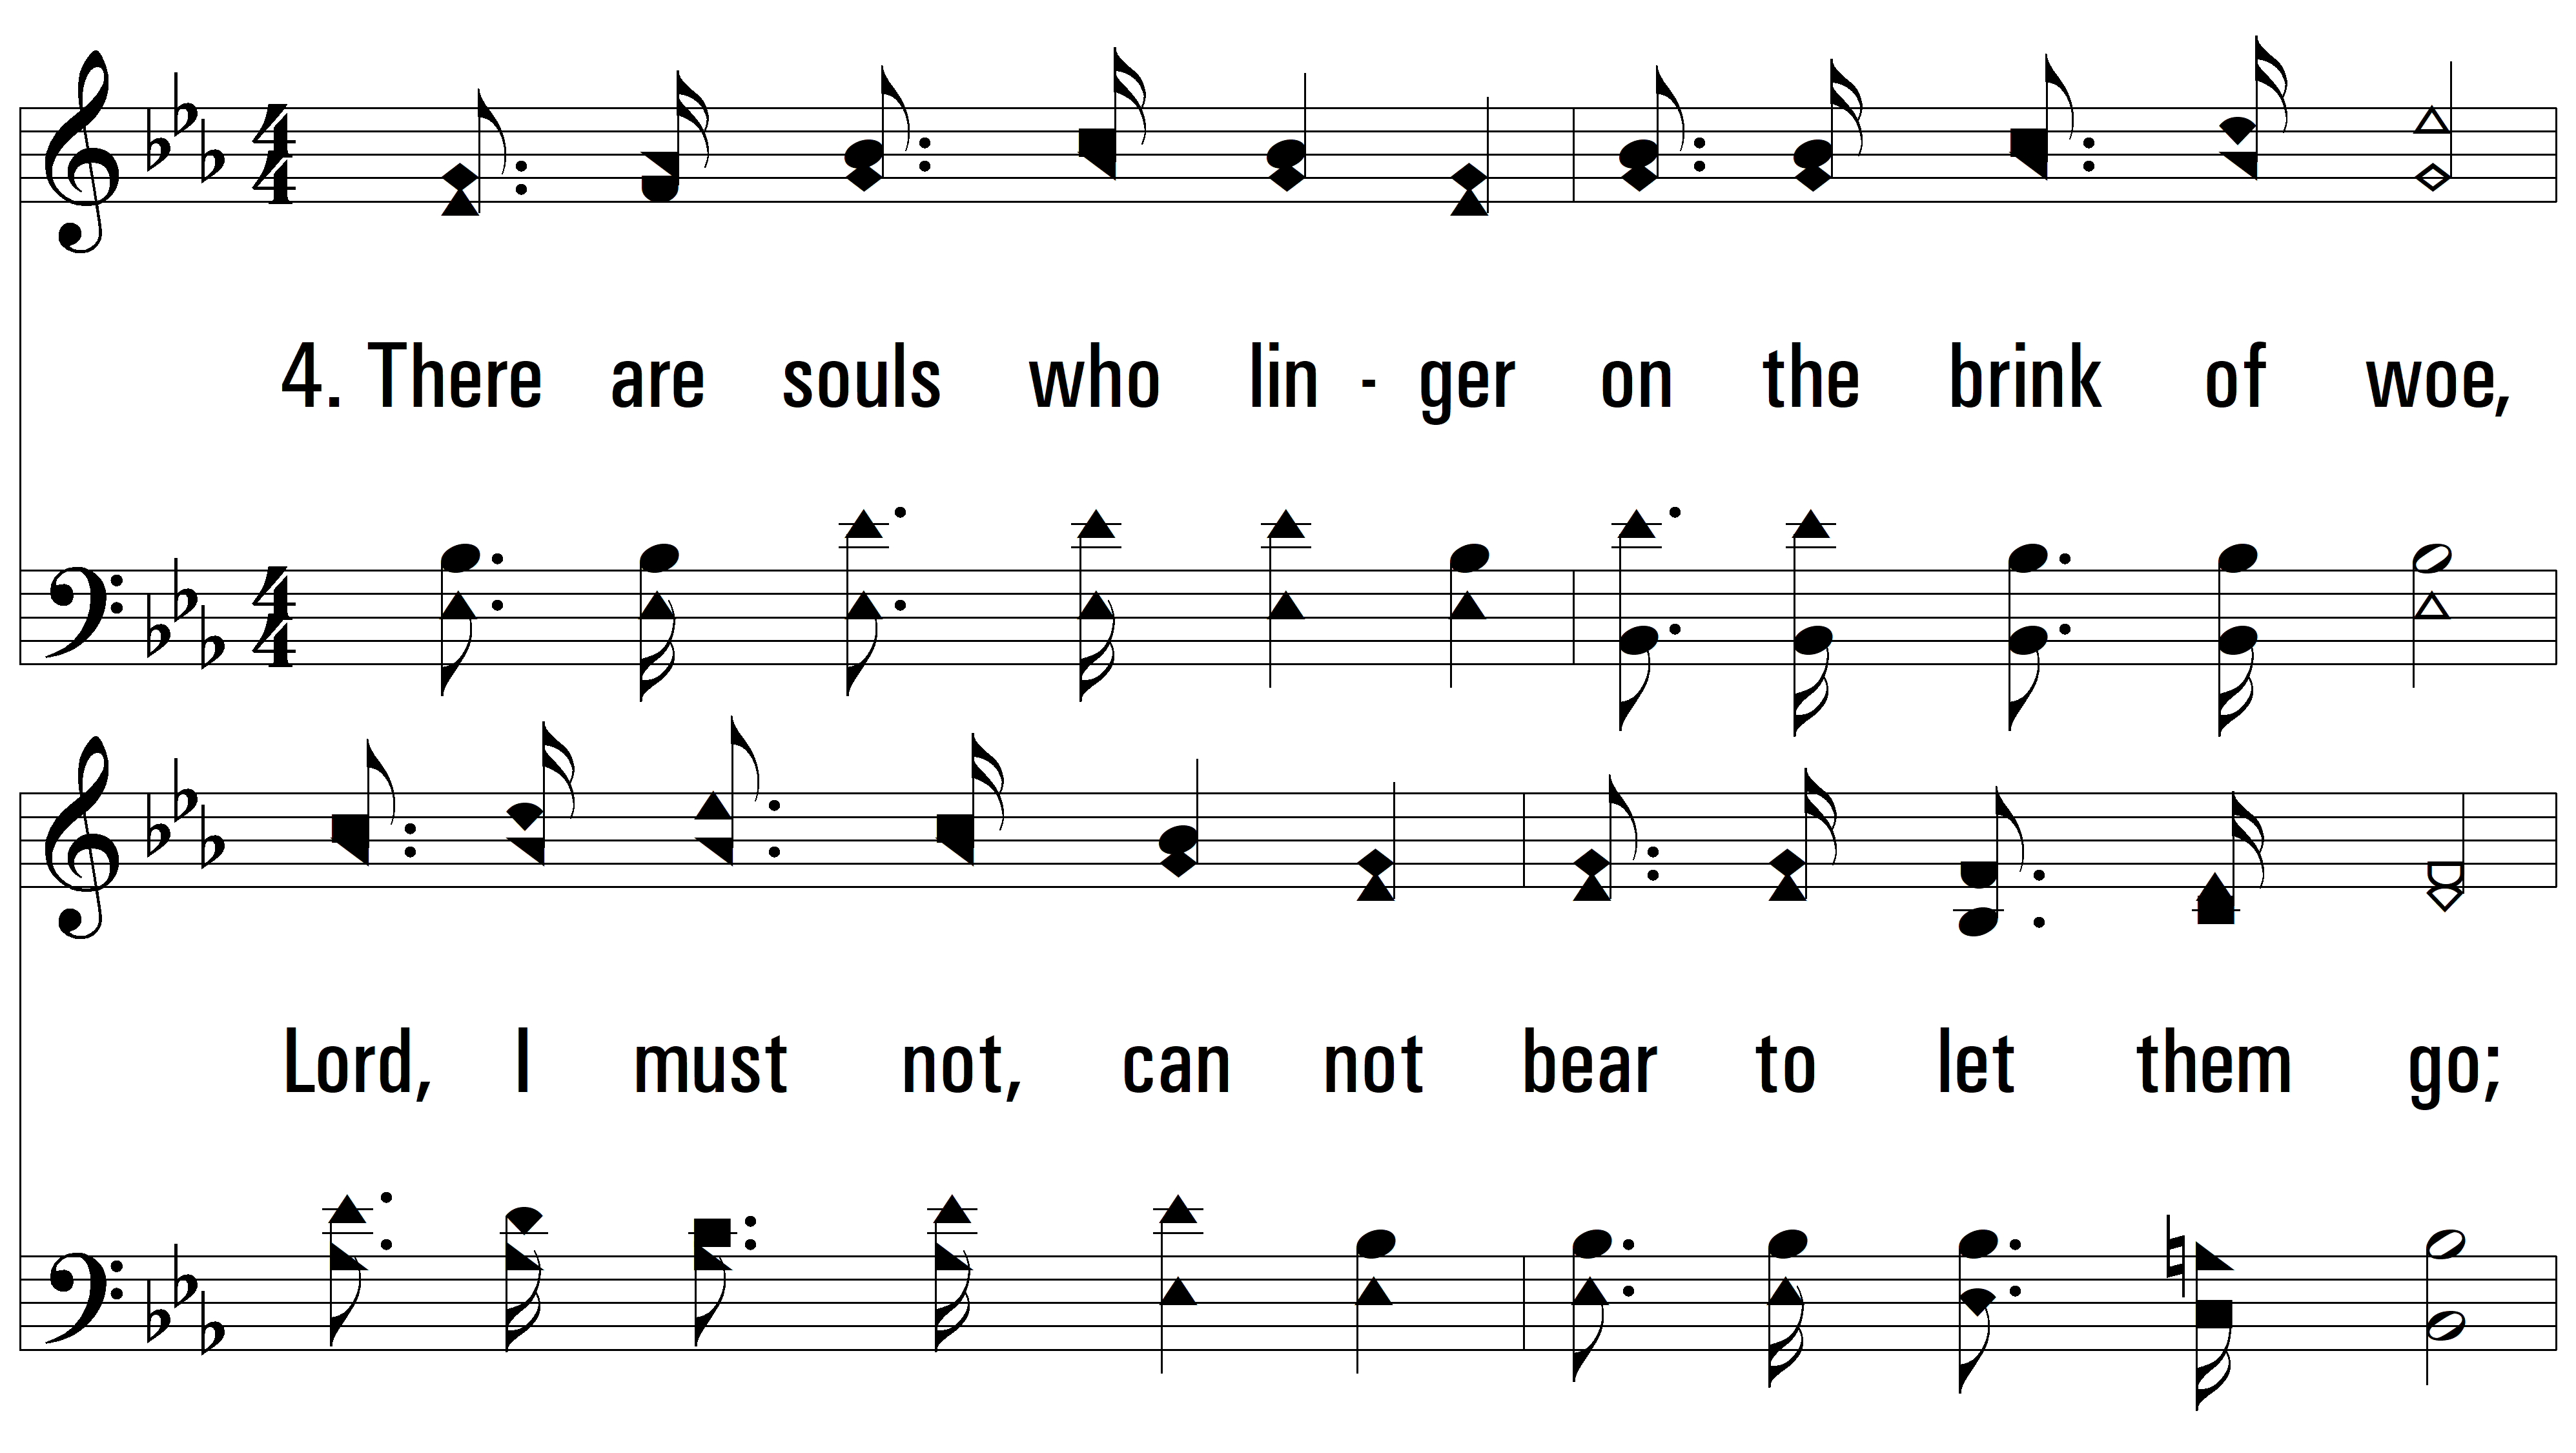 4. There are souls who lin - ger on the brink of woe,
Lord, I must not, can not bear to let them go;